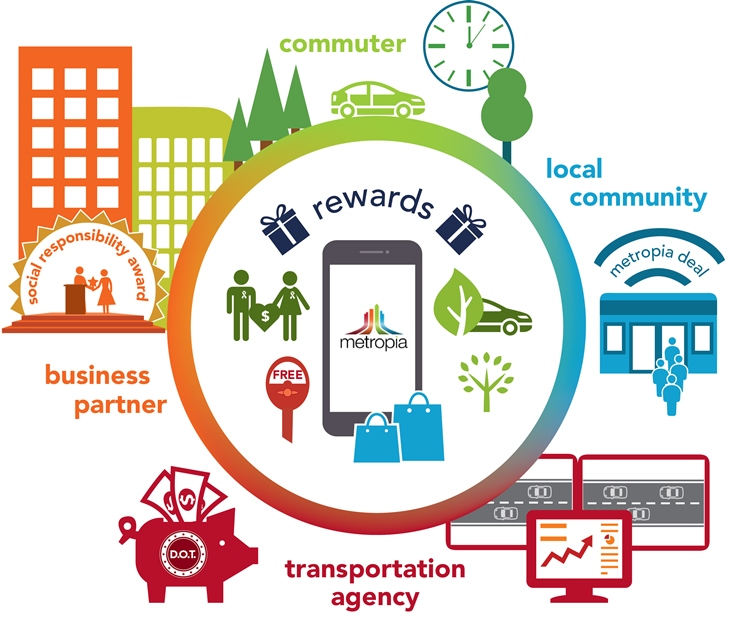 commuter
local
community
rewards
social responsibility award
metropia deal
$
metropia
FREE
business
partner
$
D.O.T.
transportation
agency